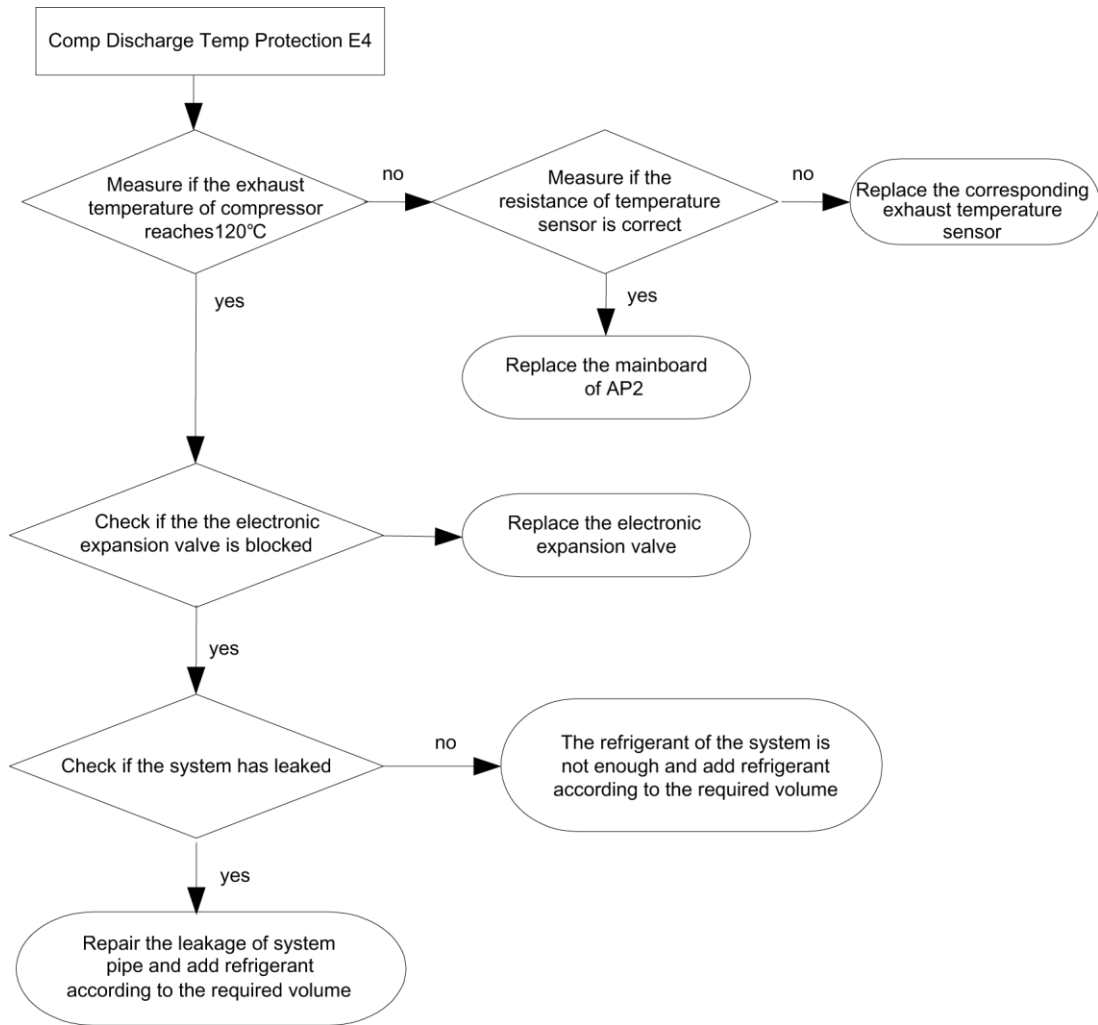 Comp Discharge Temp Protection E4
Measure if the exhaust
temperature of compressor
reaches120℃
no
Measure if the
resistance of temperature
sensor is correct
no
Replace the corresponding
exhaust temperature
sensor
yes
yes
Replace the mainboard
of AP2
Check if the the electronic
expansion valve is blocked
Replace the electronic
expansion valve
yes
Check if the system has leaked
no
The refrigerant of the system is
not enough and add refrigerant
according to the required volume
yes
Repair the leakage of system
pipe and add refrigerant
according to the required volume